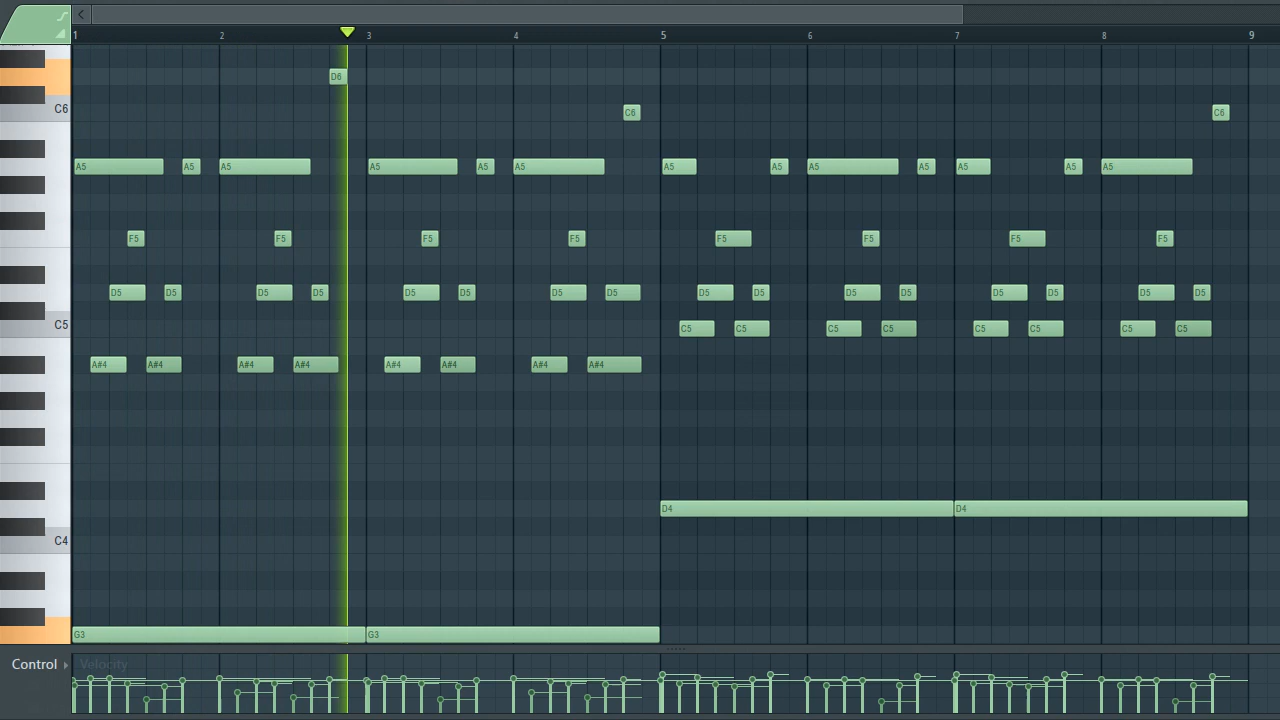 1 2 3 4 5 6 7 8 9
D6
C6 C6 C6
A5 A5 A5 A5 A5 A5 A5 A5 A5 A5 A5 A5 A5
F5 F5 F5 F5 F5 F5 F5 F5
D5 D5 D5 D5 D5 D5 D5 D5 D5 D5 D5 D5 D5 D5 D5 D5
C5 C5 C5 C5 C5 C5 C5 C5 C5
A#4 A#4 A#4 A#4 A#4 A#4 A#4 A#4
D4 D4
C4
G3 G3
Control Velocity